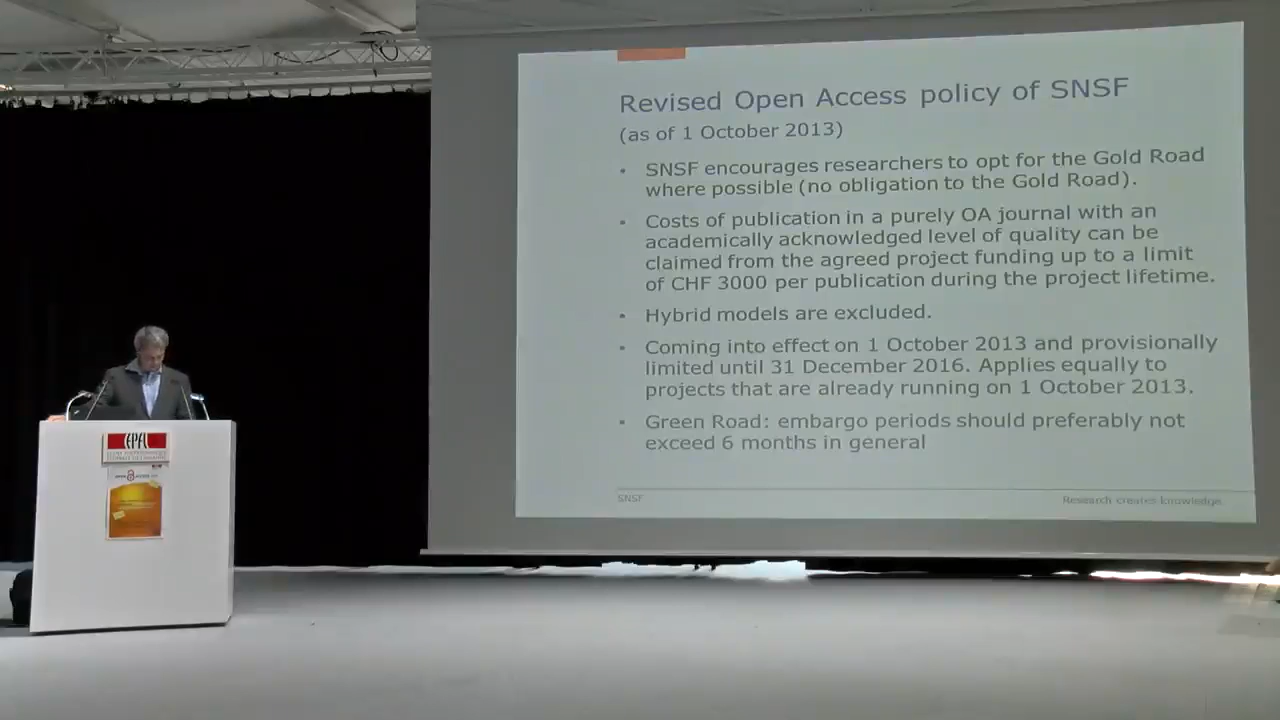 Revised Open Access policy of SNSF
(as of 1 October 2013)
• SNSF encourages researchers to opt for the Gold Road
where possible (no obligation to the Gold Road).
• Costs of publication in a purely OA journal with an
academically acknowledged level of quality can be
claimed from the agreed project funding up to a limit
of CHF 3000 per publication during the project lifetime.
• Hybrid models are excluded.
• Coming into effect on 1 October 2013 and provisionally
limited until 31 December 2016. Applies equally to
projects that are already running on 1 October 2013.
• Green Road: embargo periods should preferably not
exceed 6 months in general
SNSF
Research creates knowledge.
EPFL